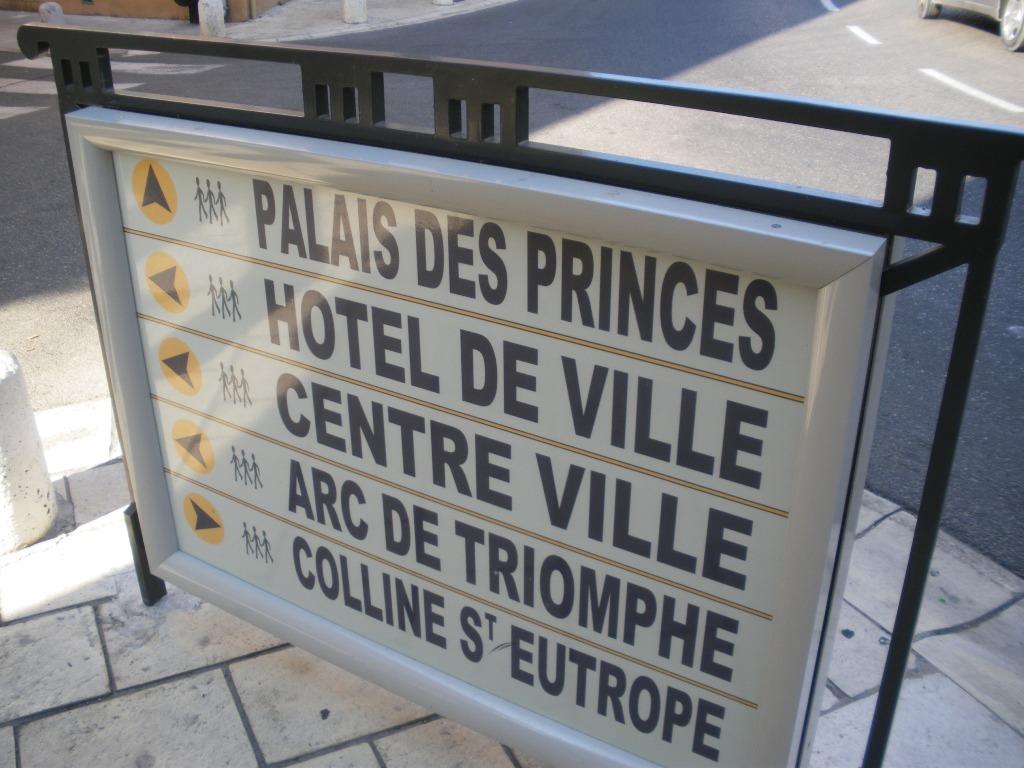 PALAIS DES PRINCES
HOTEL DE VILLE
CENTRE VILLE
ARC DE TRIOMPHE
COLLINE ST EUTROPE